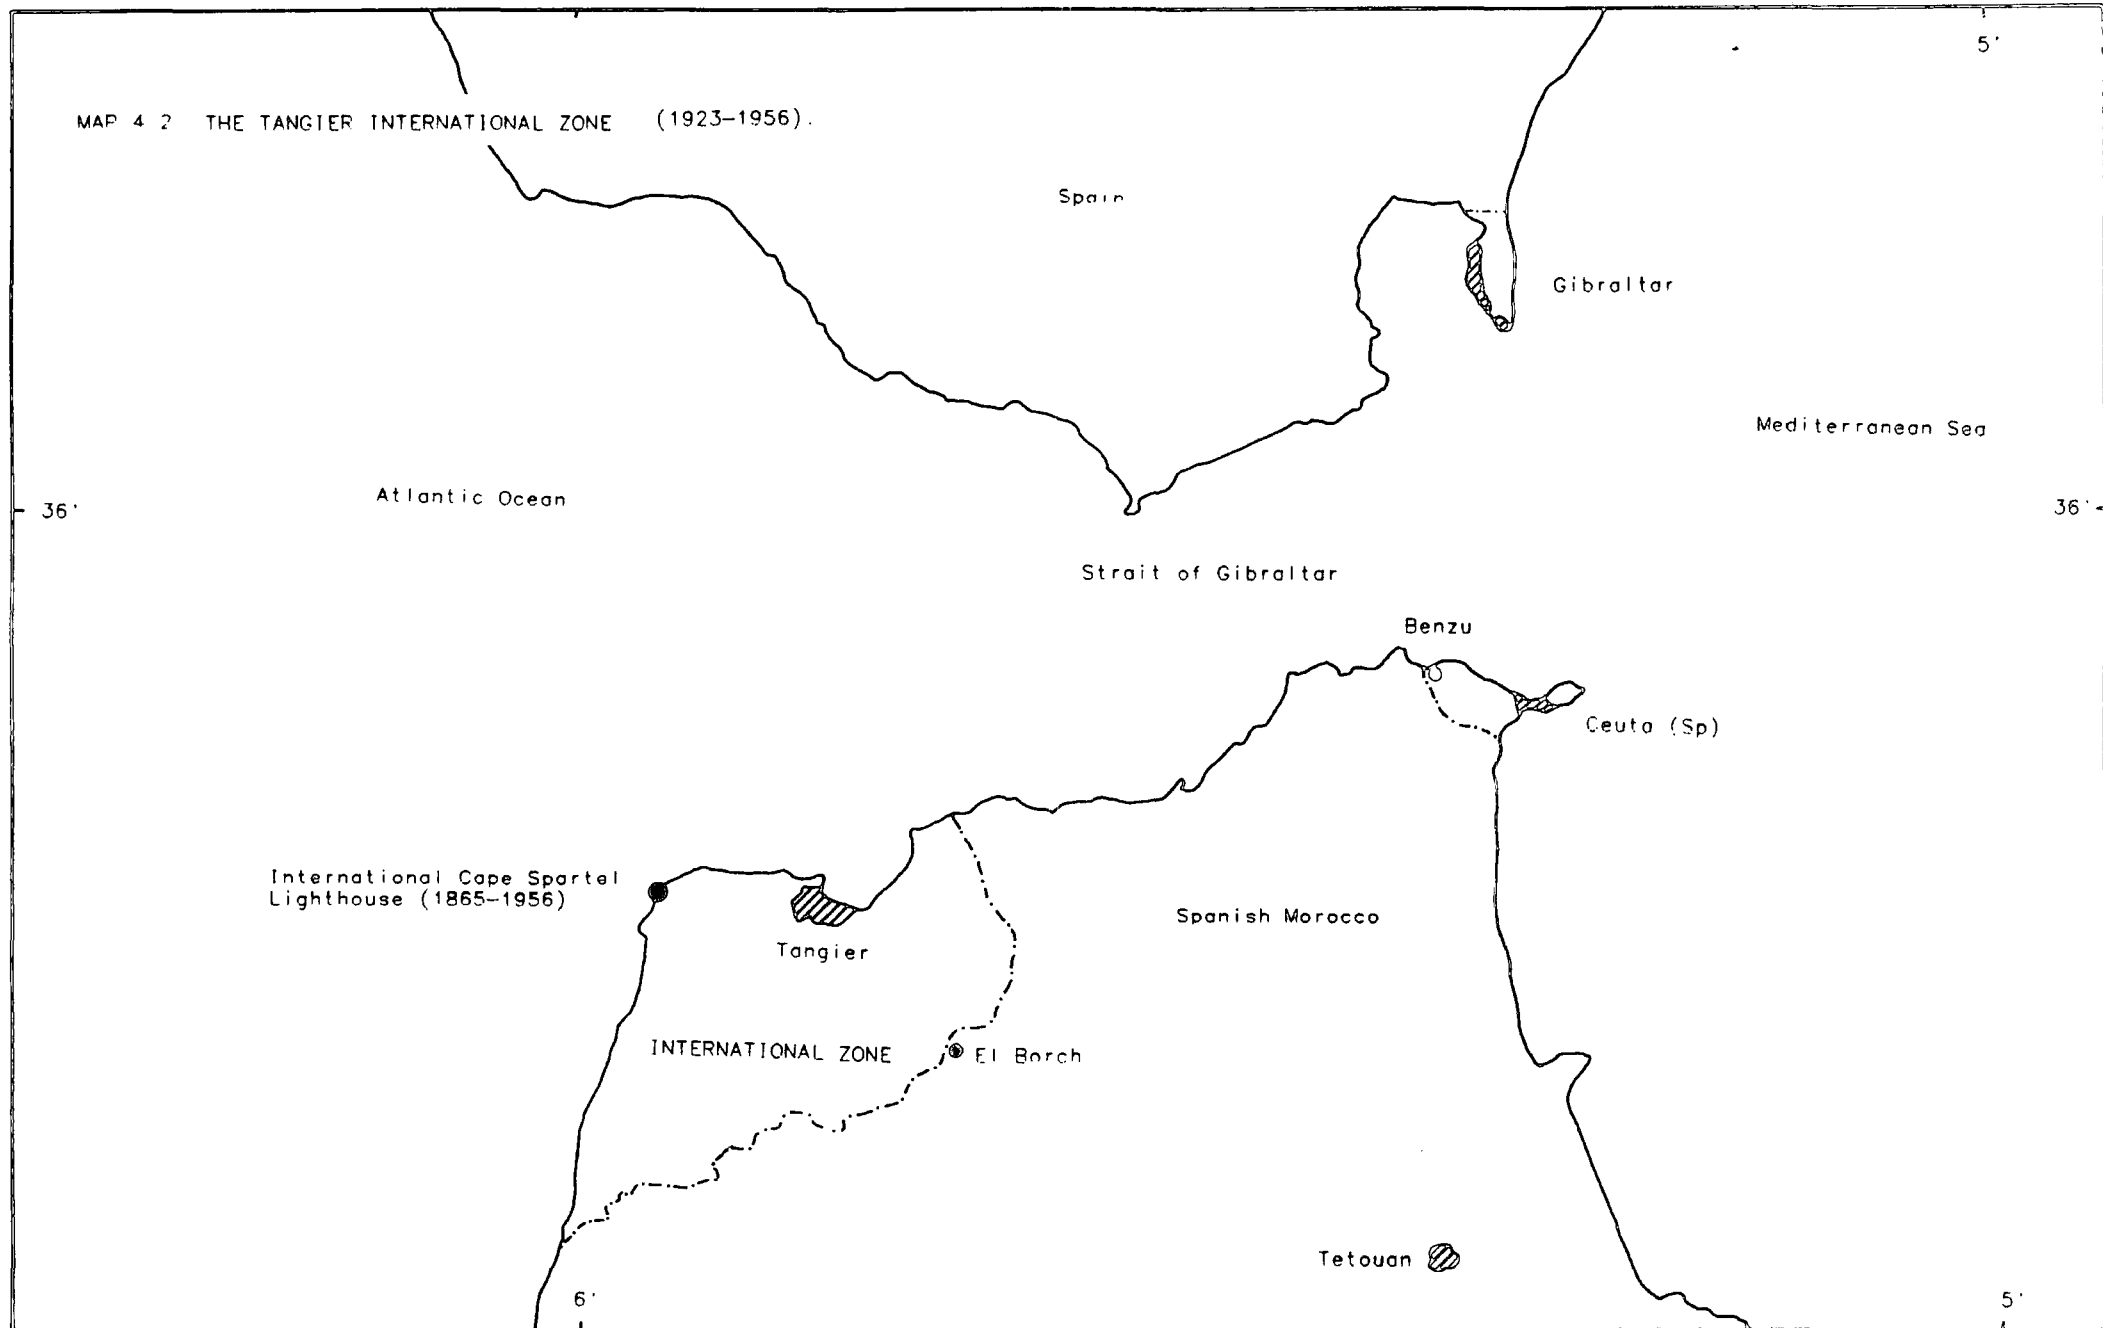 5'
MAP 4 2 THE TANGIER INTERNATIONAL ZONE (1923–1956).
Spain
Gibraltar
Mediterranean Sea
Atlantic Ocean
36'
36'
Strait of Gibraltar
Benzu
Ceuta (Sp)
International Cape Spartel
Lighthouse (1865–1956)
Tangier
Spanish Morocco
INTERNATIONAL ZONE
El Borch
Tetouan
6'
5'